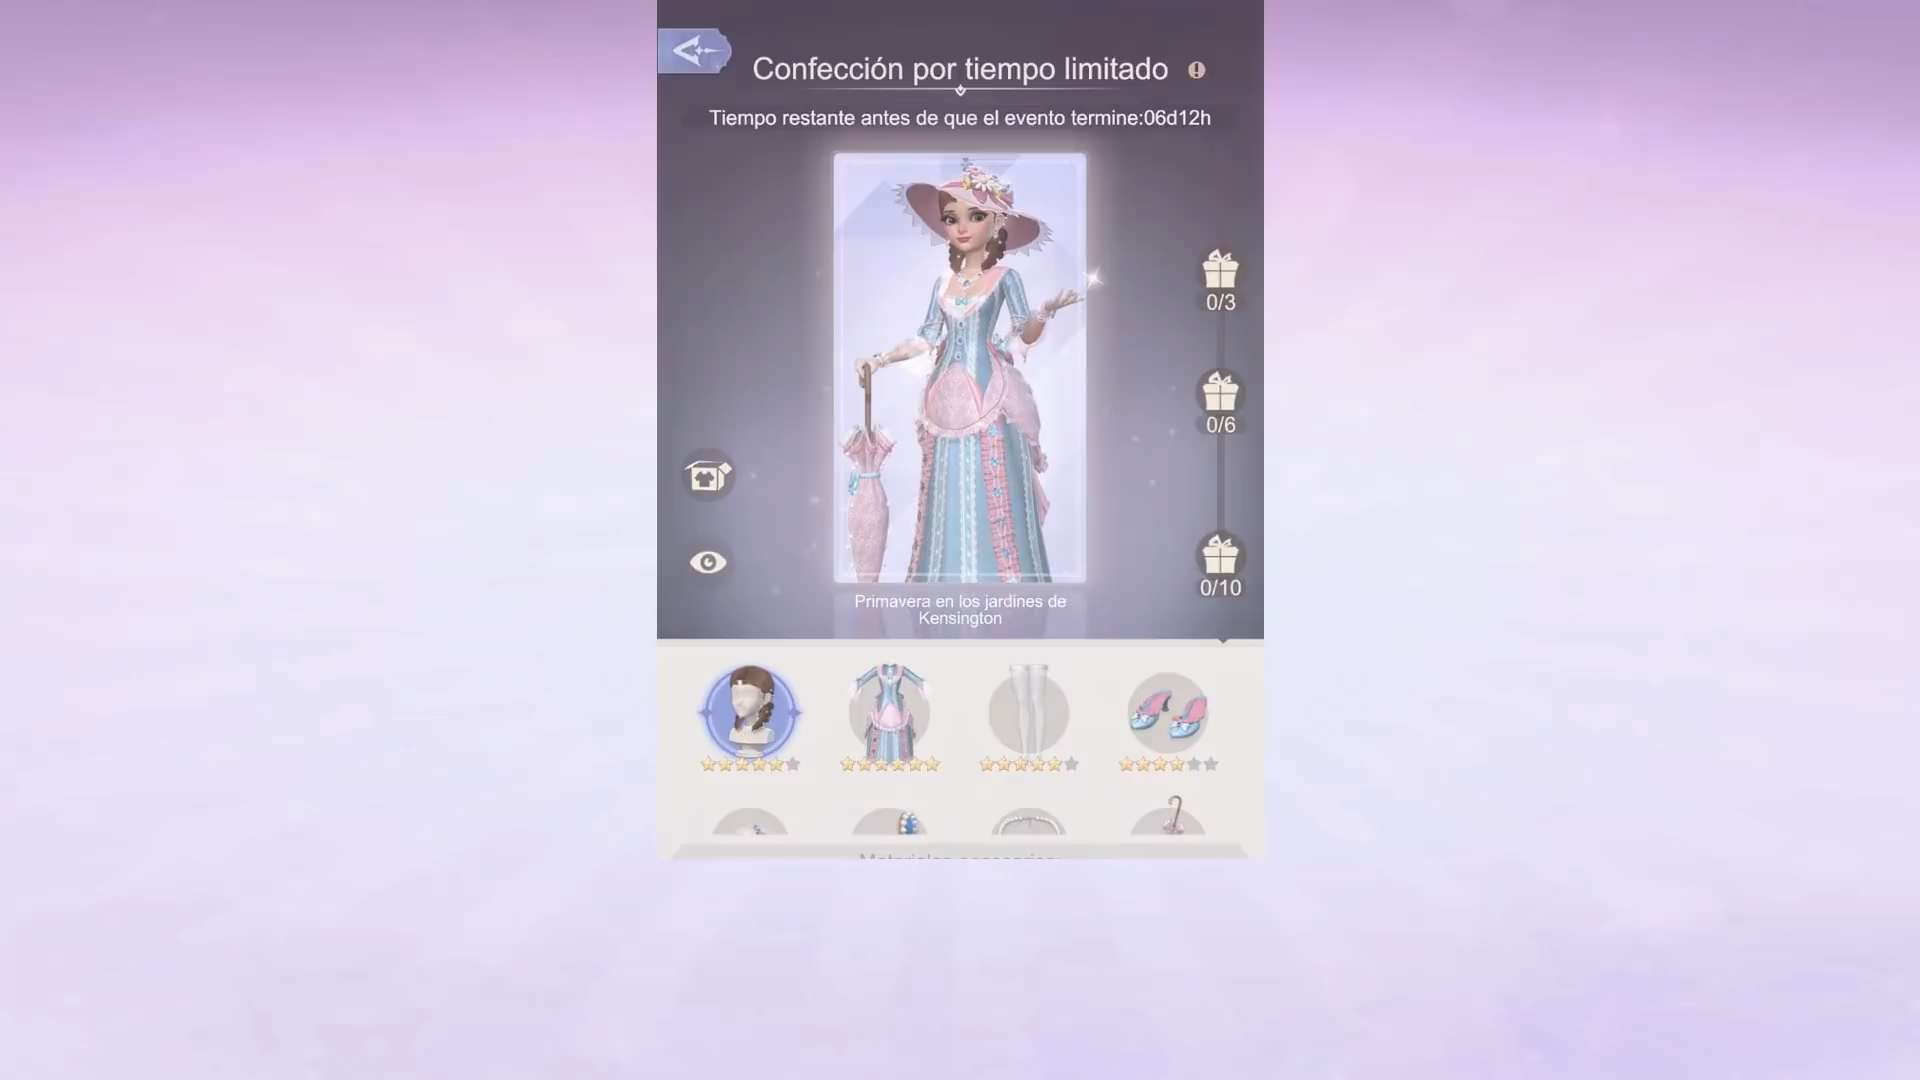 Confección por tiempo limitado
Tiempo restante antes de que el evento termine:06d12h
0/3
0/6
0/10
Primavera en los jardines de
Kensington